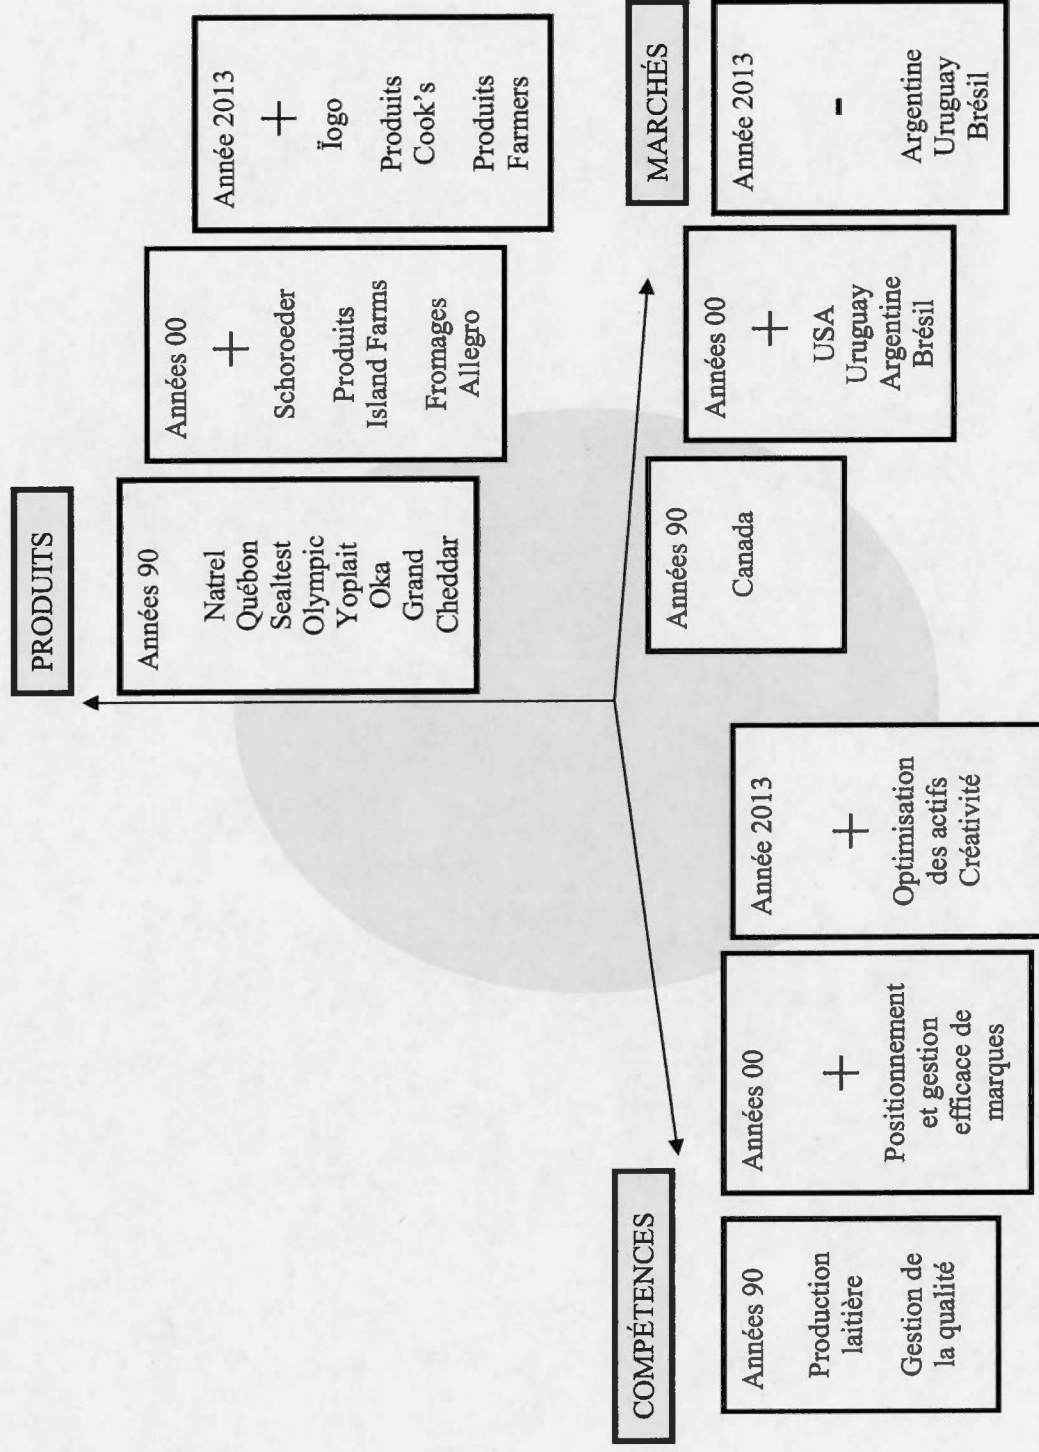 PRODUITS
Années 90
Natrel
Québon
Sealtest
Olympic
Yoplait
Oka
Grand
Cheddar
Années 00
+
Schoroeder
Produits
Island Farms
Fromages
Allegro
Année 2013
+
Ïogo
Produits
Cook's
Produits
Farmers
COMPÉTENCES
Années 90
Production
laitière
Gestion de
la qualité
Années 00
+
Positionnement
et gestion
efficace de
marques
Année 2013
+
Optimisation
des actifs
Créativité
MARCHÉS
Années 90
Canada
Années 00
+
USA
Uruguay
Argentine
Brésil
Année 2013
-
Argentine
Uruguay
Brésil